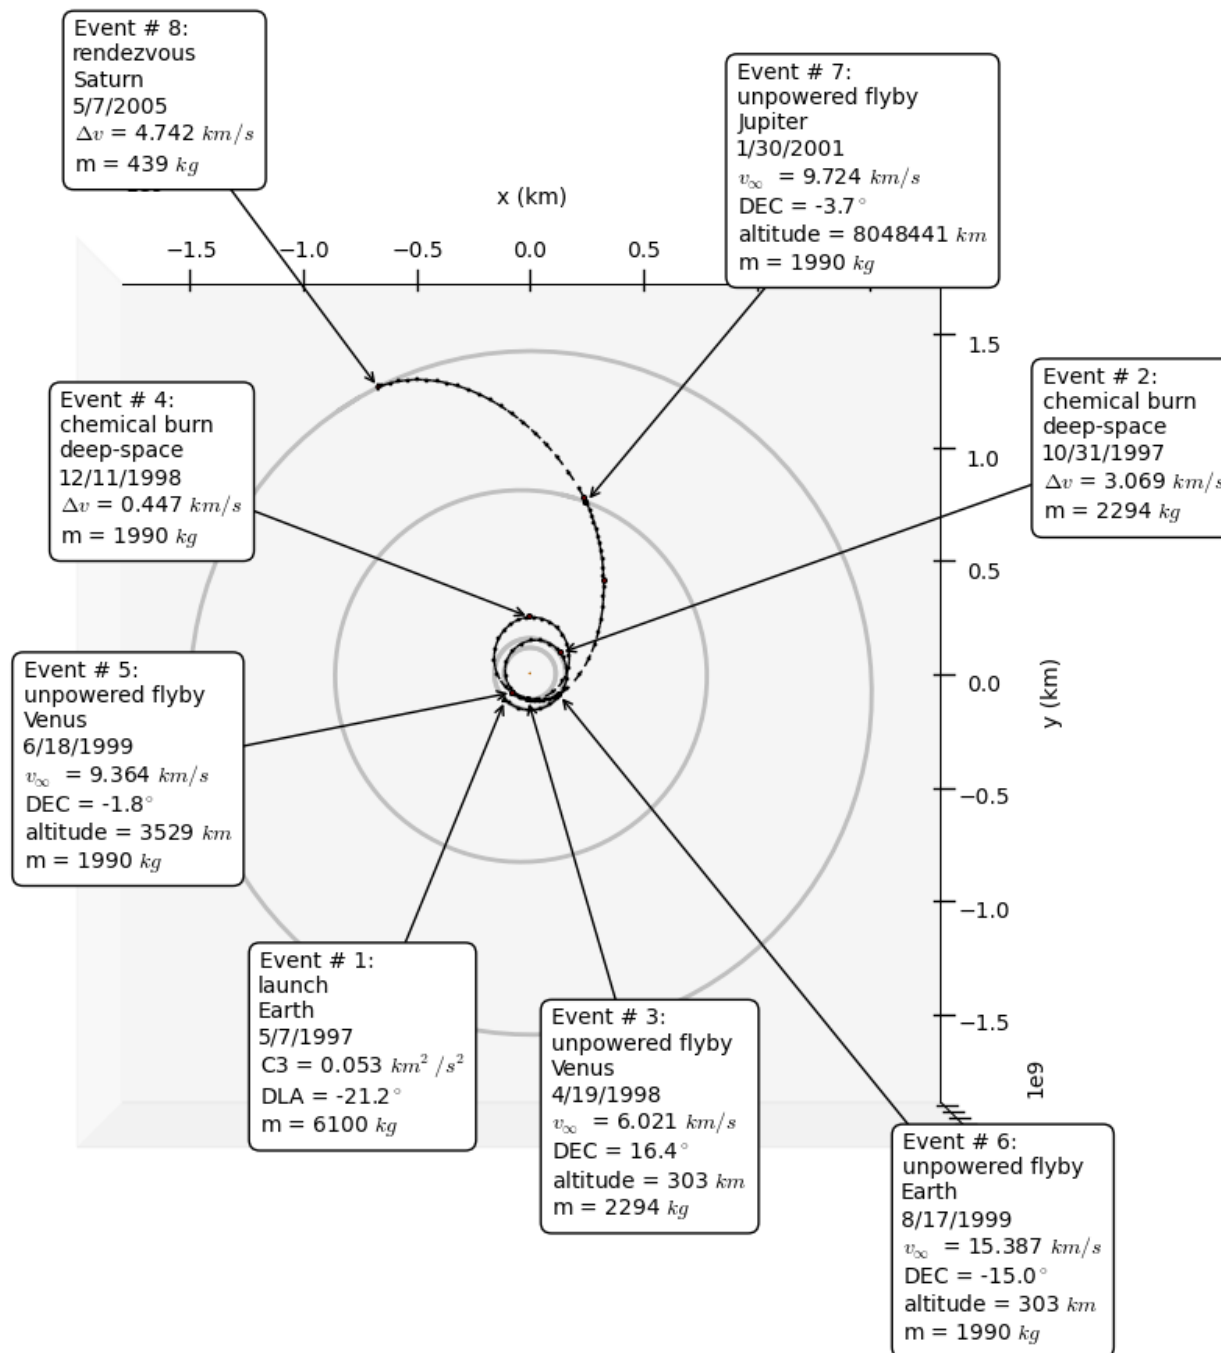 Event # 8:
rendezvous
Saturn
5/7/2005
Δv = 4.742 km/s
m = 439 kg
Event # 7:
unpowered flyby
Jupiter
1/30/2001
v∞ = 9.724 km/s
DEC = -3.7°
altitude = 8048441 km
m = 1990 kg
x (km)
−1.5 −1.0 −0.5 0.0 0.5
Event # 2:
chemical burn
deep-space
10/31/1997
Δv = 3.069 km/s
m = 2294 kg
Event # 4:
chemical burn
deep-space
12/11/1998
Δv = 0.447 km/s
m = 1990 kg
1.5
1.0
0.5
0.0
−0.5
−1.0
−1.5
y (km)
1e9
Event # 5:
unpowered flyby
Venus
6/18/1999
v∞ = 9.364 km/s
DEC = -1.8°
altitude = 3529 km
m = 1990 kg
Event # 1:
launch
Earth
5/7/1997
C3 = 0.053 km² /s²
DLA = -21.2°
m = 6100 kg
Event # 3:
unpowered flyby
Venus
4/19/1998
v∞ = 6.021 km/s
DEC = 16.4°
altitude = 303 km
m = 2294 kg
Event # 6:
unpowered flyby
Earth
8/17/1999
v∞ = 15.387 km/s
DEC = -15.0°
altitude = 303 km
m = 1990 kg